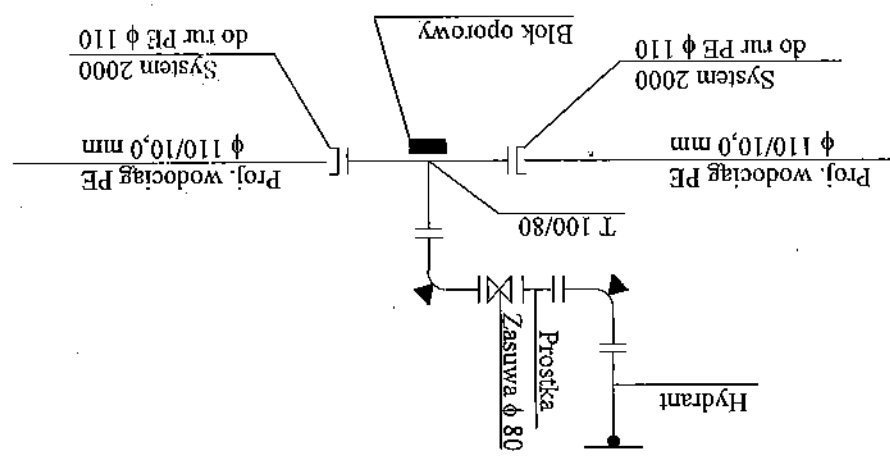 Hydrant
Prostka
Zasuwa ϕ 80
T 100/80
Proj. wodociąg PE
ϕ 110/10,0 mm
Proj. wodociąg PE
ϕ 110/10,0 mm
System 2000
do rur PE ϕ 110
Blok oporowy
System 2000
do rur PE ϕ 110